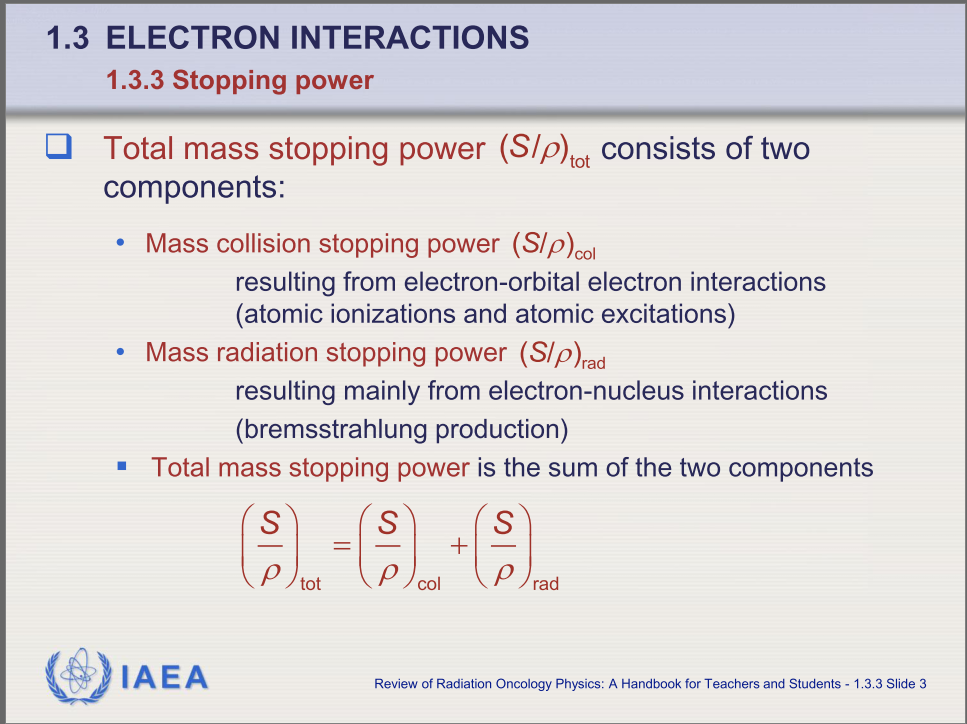 1.3 ELECTRON INTERACTIONS
1.3.3 Stopping power
❑ Total mass stopping power (S/ρ)tot consists of two
components:
• Mass collision stopping power (S/ρ)col
resulting from electron-orbital electron interactions
(atomic ionizations and atomic excitations)
• Mass radiation stopping power (S/ρ)rad
resulting mainly from electron-nucleus interactions
(bremsstrahlung production)
▪ Total mass stopping power is the sum of the two components
(S/ρ)tot = (S/ρ)col + (S/ρ)rad
IAEA
Review of Radiation Oncology Physics: A Handbook for Teachers and Students - 1.3.3 Slide 3